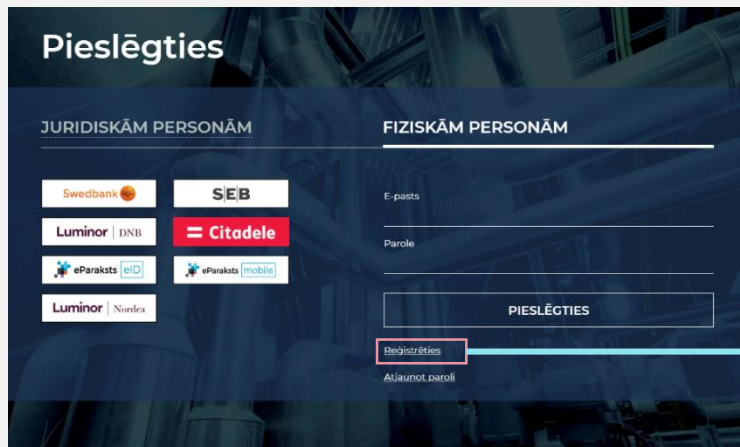 Pieslēgties
JURIDISKĀM PERSONĀM
FIZISKĀM PERSONĀM
Swedbank
SEB
Luminor | DNB
Citadele
eParaksts eID
eParaksts mobile
Luminor | Nordea
E-pasts
Parole
PIESLĒGTIES
Reģistrēties
Atjaunot paroli